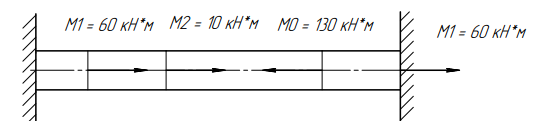 M1 = 60 кН*м M2 = 10 кН*м M0 = 130 кН*м M1 = 60 кН*м